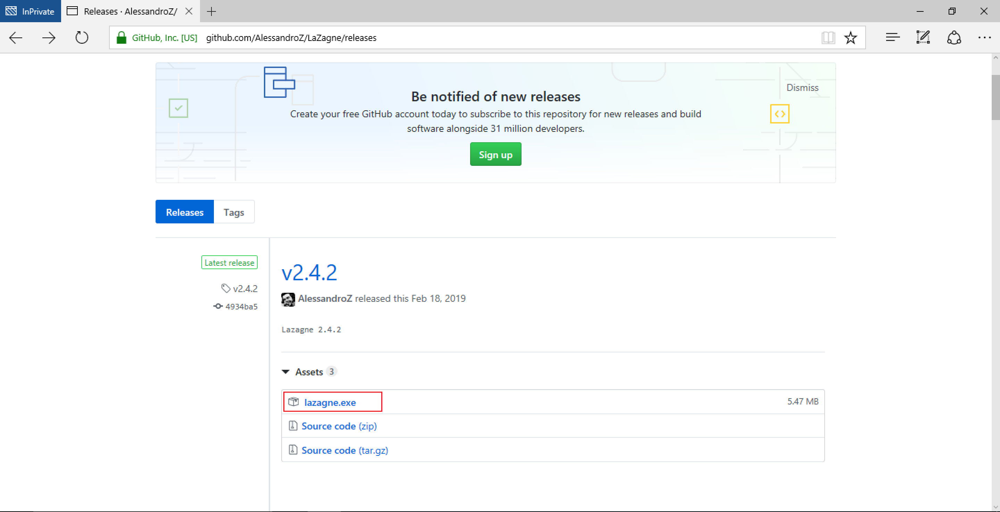 InPrivate
Releases · AlessandroZ/
GitHub, Inc. [US] github.com/AlessandroZ/LaZagne/releases
Dismiss
Be notified of new releases
Create your free GitHub account today to subscribe to this repository for new releases and build
software alongside 31 million developers.
Sign up
Releases Tags
Latest release
v2.4.2
4934ba5
v2.4.2
AlessandroZ released this Feb 18, 2019
Lazagne 2.4.2
Assets 3
lazagne.exe 5.47 MB
Source code (zip)
Source code (tar.gz)